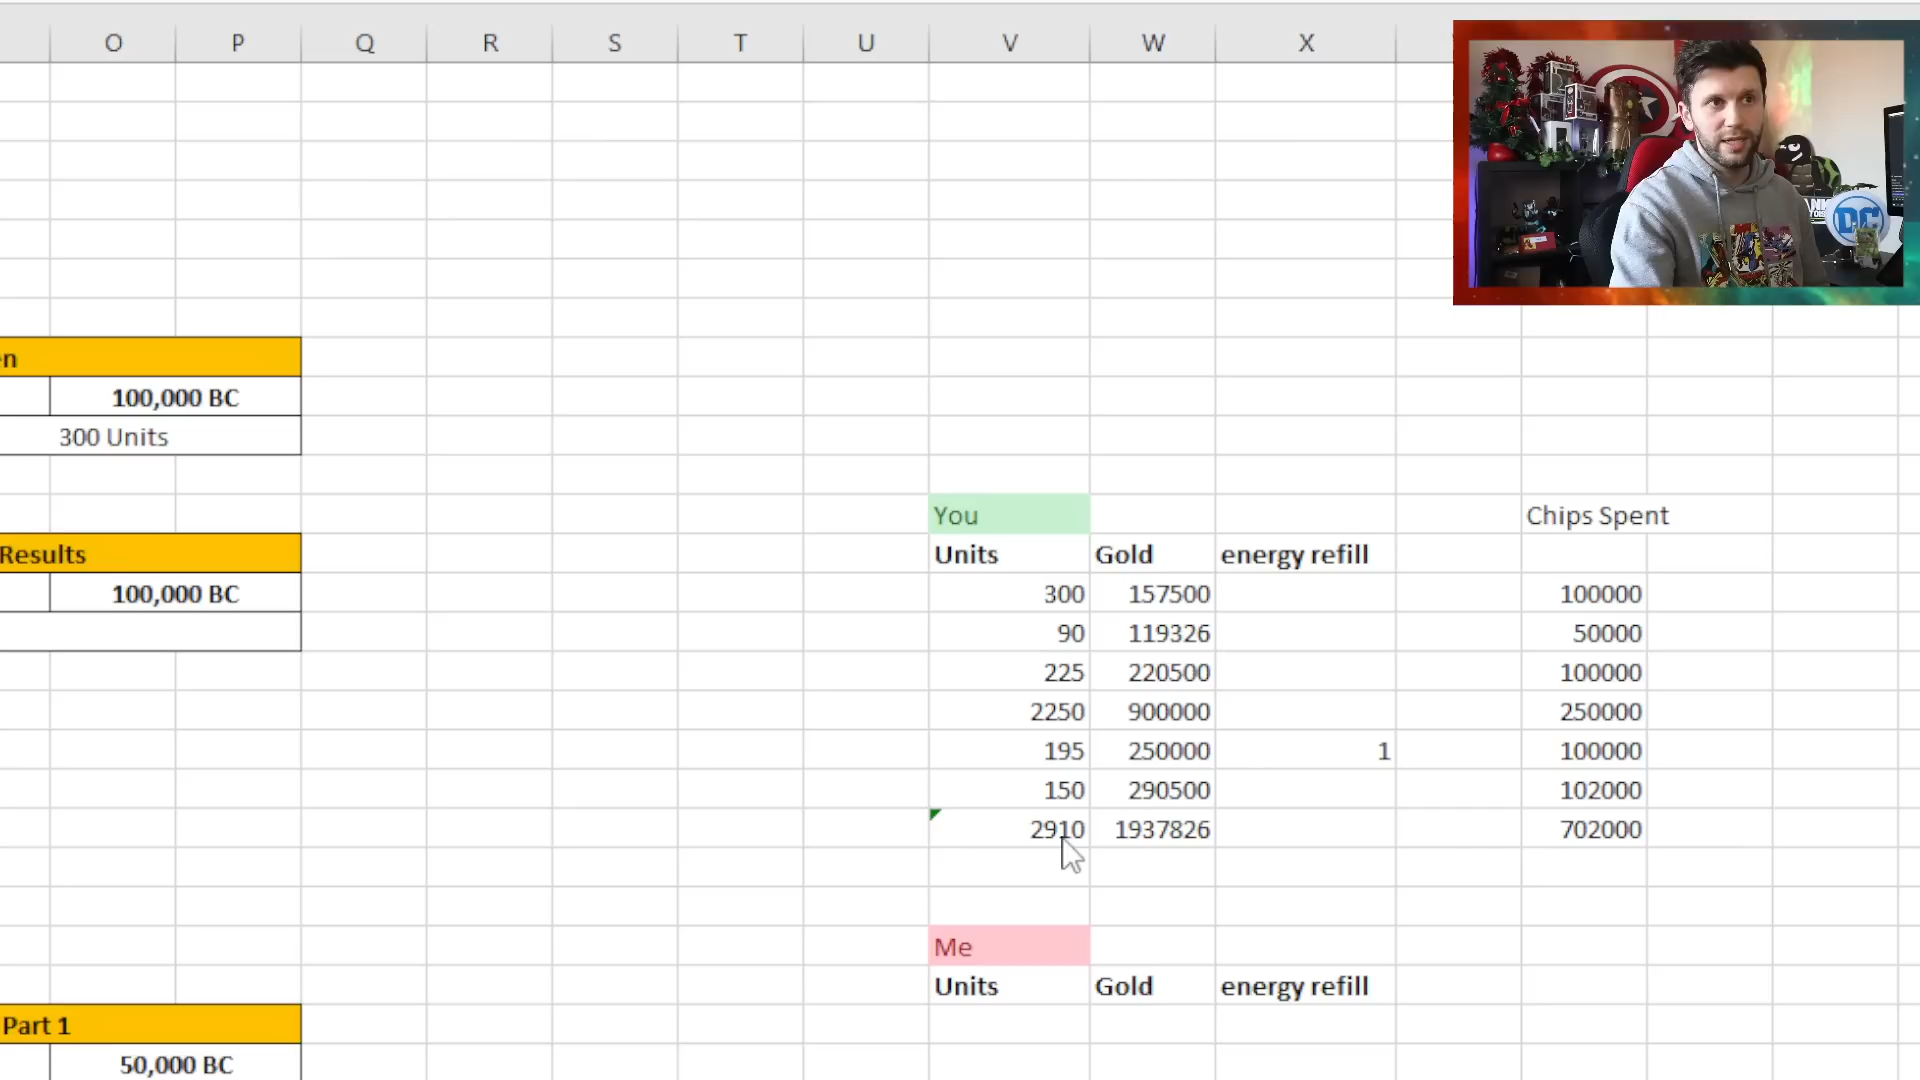 O P Q R S T U V W X
en
100,000 BC
300 Units
You Chips Spent
Results Units Gold energy refill
100,000 BC 300 157500 100000
90 119326 50000
225 220500 100000
2250 900000 250000
195 250000 1 100000
150 290500 102000
2910 1937826 702000
Me
Units Gold energy refill
Part 1
50,000 BC
DC